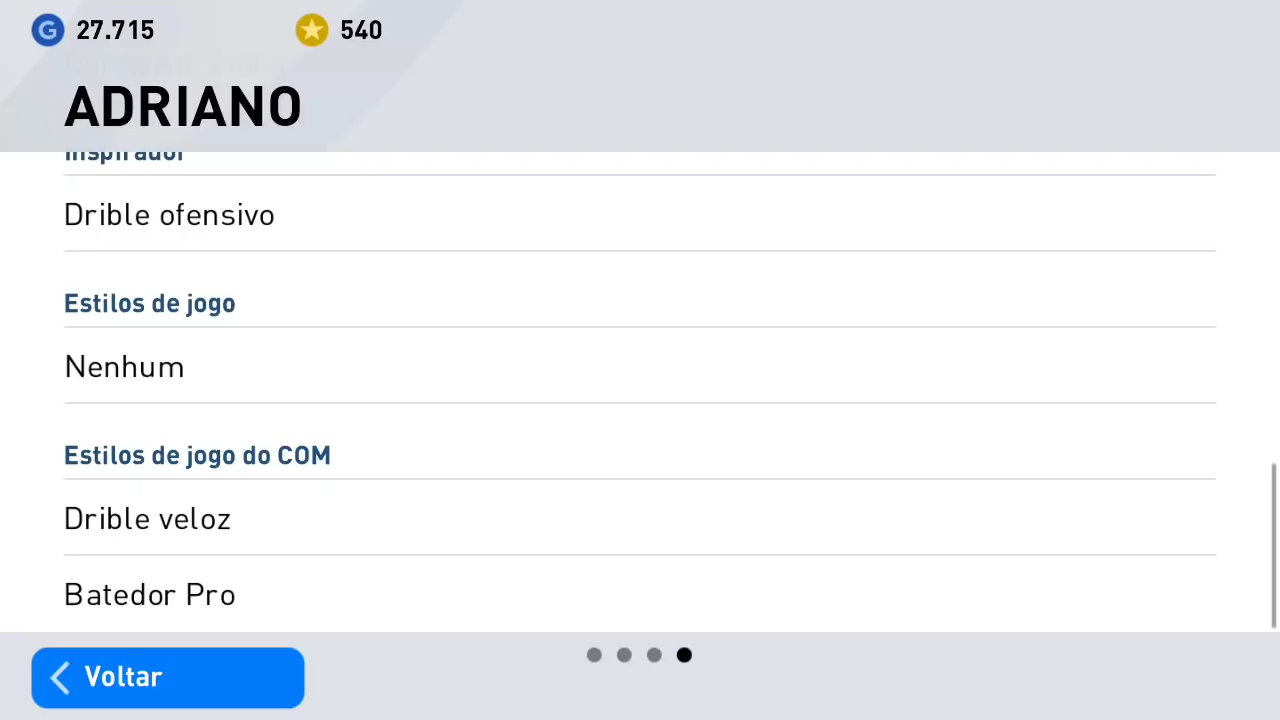 G 27.715
540
ADRIANO
Inspirador
Drible ofensivo
Estilos de jogo
Nenhum
Estilos de jogo do COM
Drible veloz
Batedor Pro
Voltar